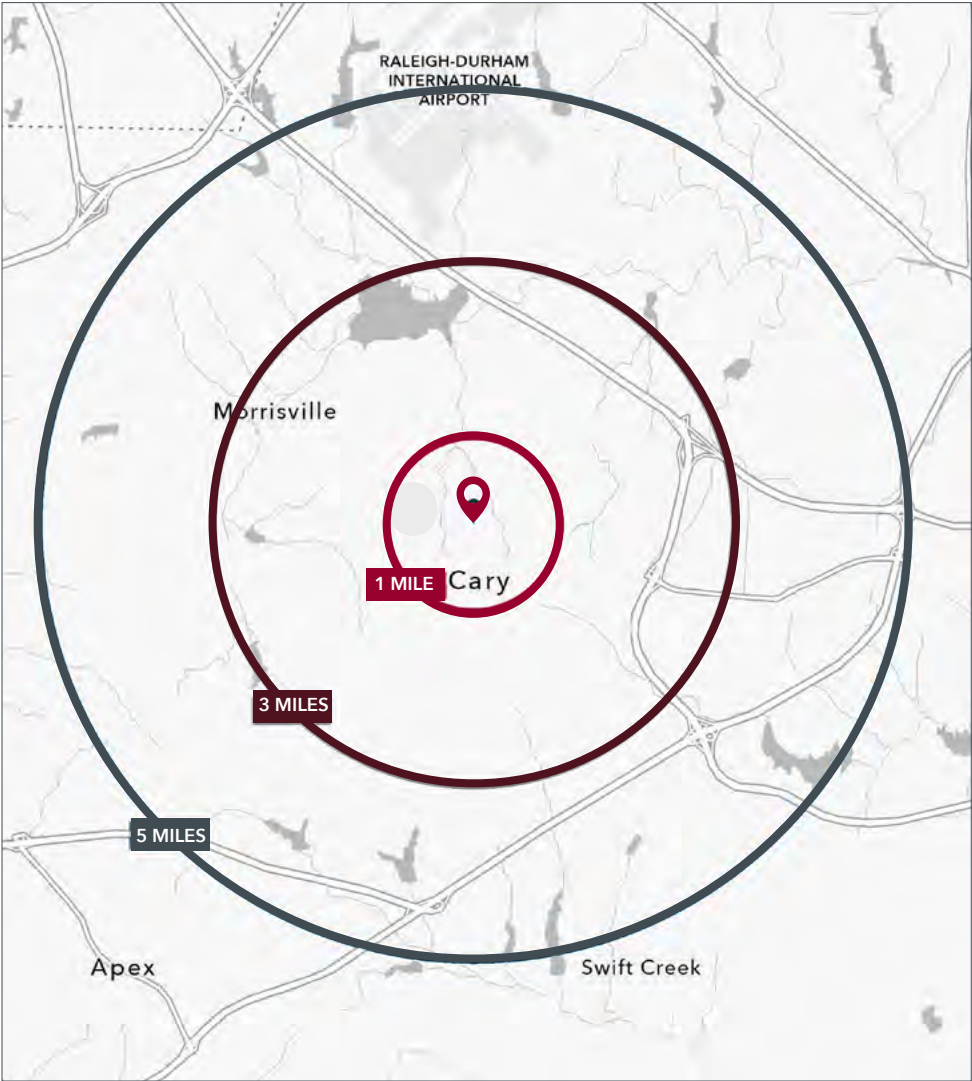 RALEIGH-DURHAM
INTERNATIONAL
AIRPORT
Morrisville
1 MILE
Cary
3 MILES
5 MILES
Apex
Swift Creek